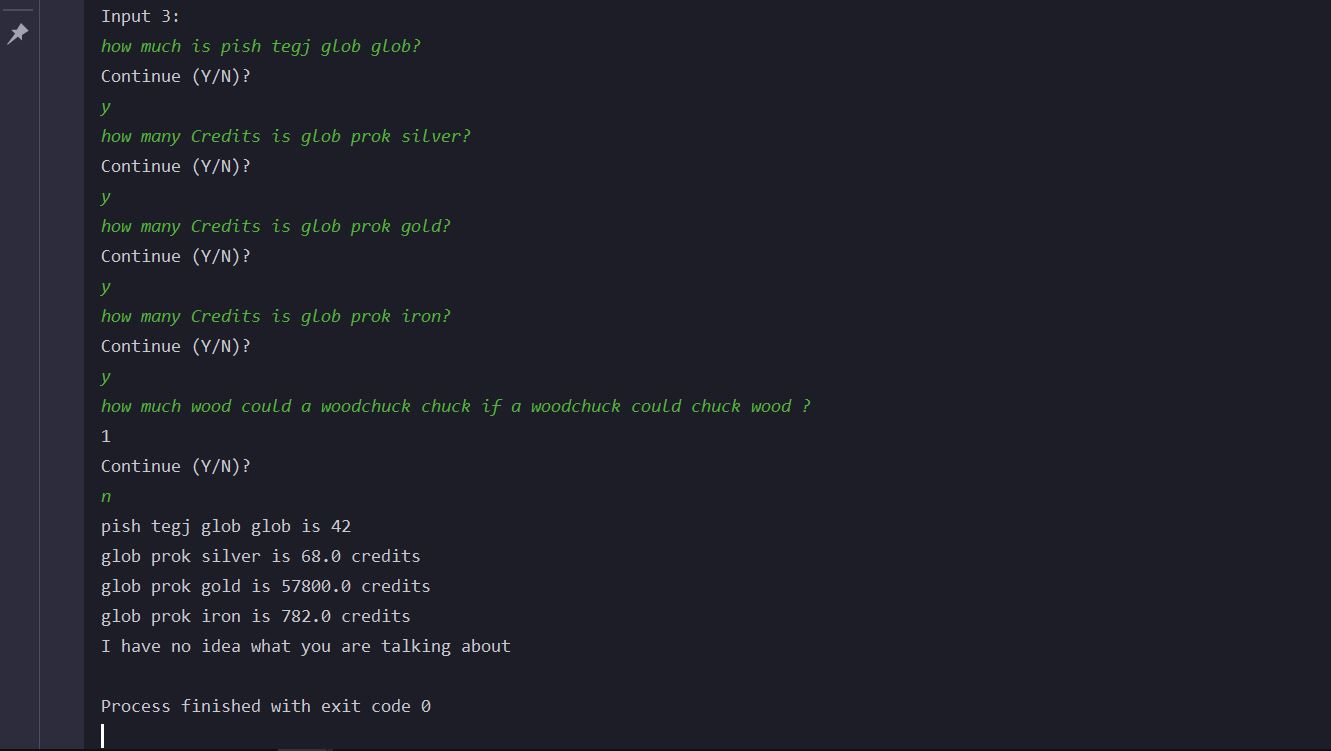 Input 3:
how much is pish tegj glob glob?
Continue (Y/N)?
y
how many Credits is glob prok silver?
Continue (Y/N)?
y
how many Credits is glob prok gold?
Continue (Y/N)?
y
how many Credits is glob prok iron?
Continue (Y/N)?
y
how much wood could a woodchuck chuck if a woodchuck could chuck wood ?
1
Continue (Y/N)?
n
pish tegj glob glob is 42
glob prok silver is 68.0 credits
glob prok gold is 57800.0 credits
glob prok iron is 782.0 credits
I have no idea what you are talking about
Process finished with exit code 0